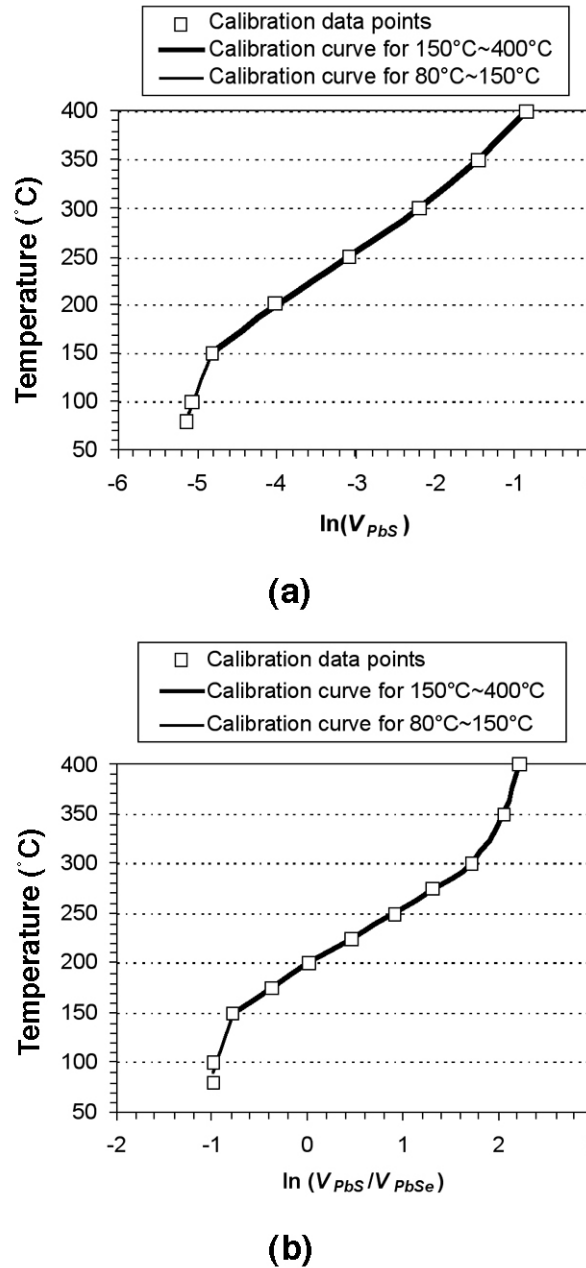 Calibration data points
Calibration curve for 150°C~400°C
Calibration curve for 80°C~150°C
400
350
300
250
200
150
100
50
Temperature (°C)
-6 -5 -4 -3 -2 -1
ln(V PbS)
(a)
Calibration data points
Calibration curve for 150°C~400°C
Calibration curve for 80°C~150°C
400
350
300
250
200
150
100
50
Temperature (°C)
-2 -1 0 1 2
ln (V PbS /V PbSe)
(b)